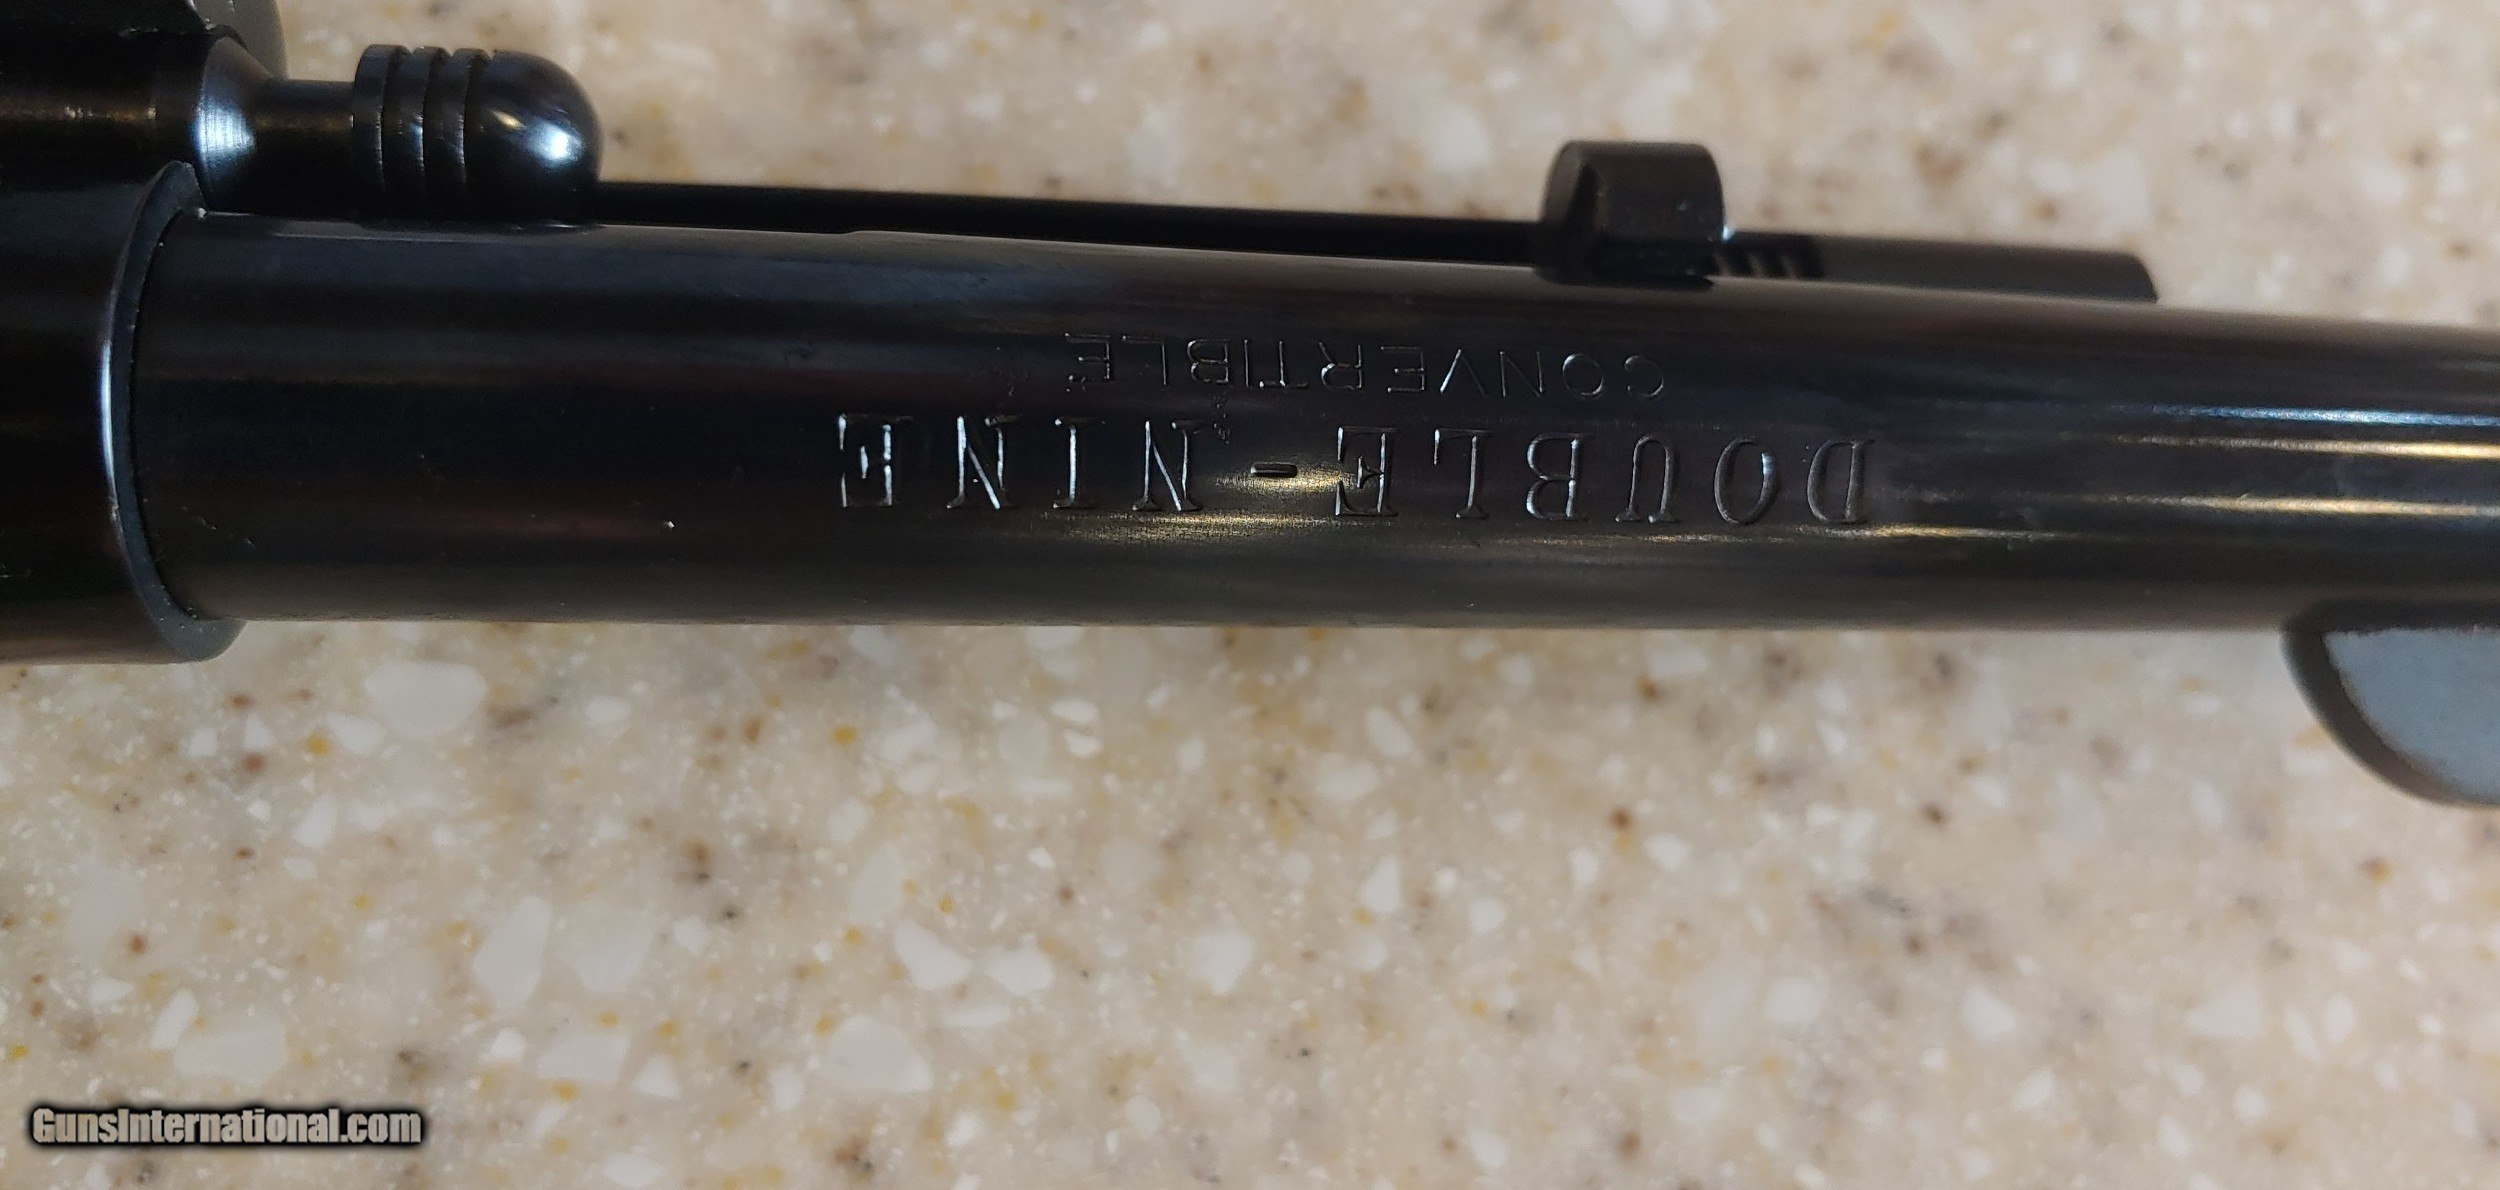 DOUBLE-NINE
CONVERTIBLE
GunsInternational.com